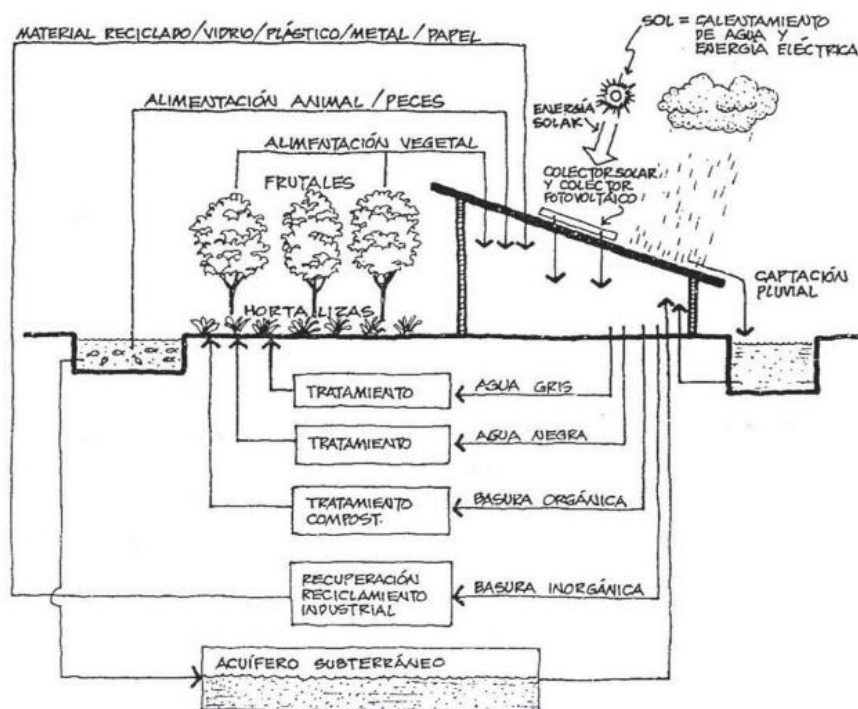 MATERIAL RECICLADO/VIDRIO/PLÁSTICO/METAL/PAPEL
SOL = CALENTAMIENTO
DE AGUA Y
ENERGÍA ELÉCTRICA
ALIMENTACIÓN ANIMAL/PECES
ENERGÍA
SOLAR
ALIMENTACIÓN VEGETAL
COLECTOR SOLAR
Y COLECTOR
FOTOVOLTÁICO
FRUTALES
CAPTACIÓN
PLUVIAL
HORTALIZAS
TRATAMIENTO
AGUA GRIS
TRATAMIENTO
AGUA NEGRA
TRATAMIENTO
COMPOST.
BASURA ORGÁNICA
RECUPERACIÓN
RECICLAMIENTO
INDUSTRIAL
BASURA INORGÁNICA
ACUÍFERO SUBTERRÁNEO